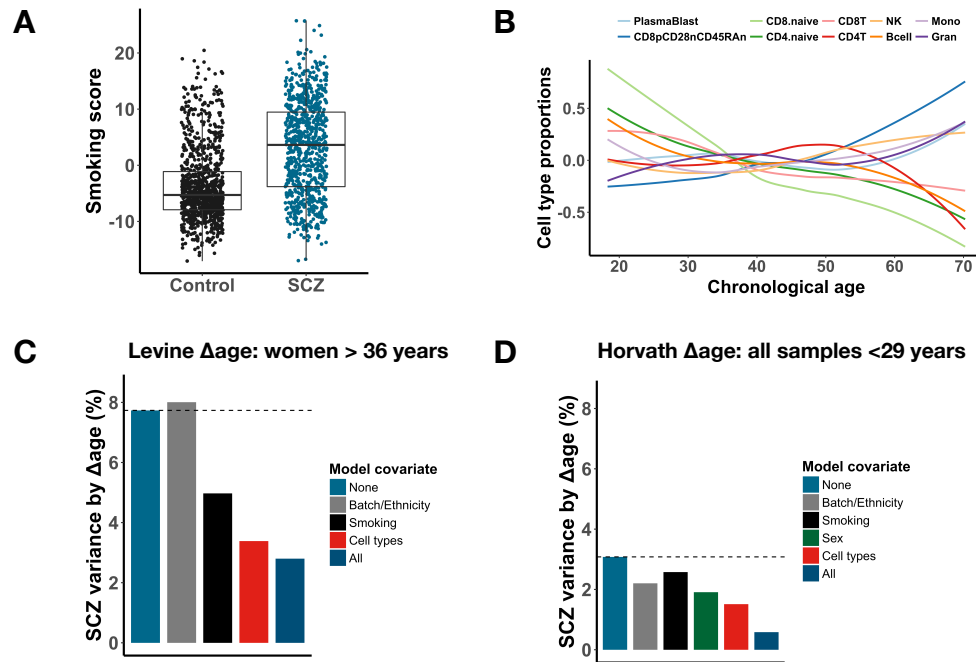 A
Smoking score
20
10
0
-10
Control
SCZ
B
PlasmaBlast
CD8.naive
CD8T
NK
Mono
CD8pCD28nCD45RAn
CD4.naive
CD4T
Bcell
Gran
Cell type proportions
0.5
0.0
-0.5
20
30
40
50
60
70
Chronological age
C
Levine Δage: women > 36 years
SCZ variance by Δage (%)
8
6
4
2
0
Model covariate
None
Batch/Ethnicity
Smoking
Cell types
All
D
Horvath Δage: all samples <29 years
SCZ variance by Δage (%)
8
6
4
2
0
Model covariate
None
Batch/Ethnicity
Smoking
Sex
Cell types
All